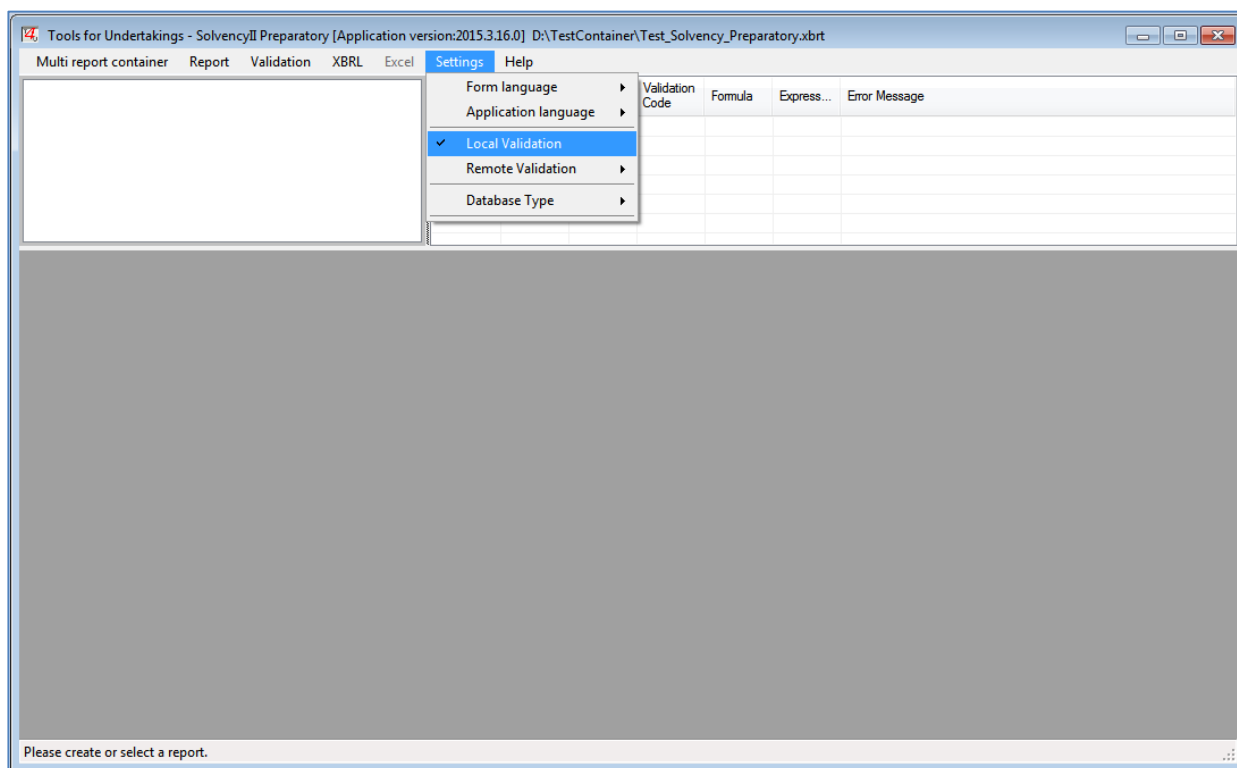 Tools for Undertakings - SolvencyII Preparatory [Application version:2015.3.16.0] D:\TestContainer\Test_Solvency_Preparatory.xbrt
Multi report container Report Validation XBRL Excel Settings Help
Form language
Application language
Local Validation
Remote Validation
Database Type
Validation
Code
Formula Express... Error Message
Please create or select a report.